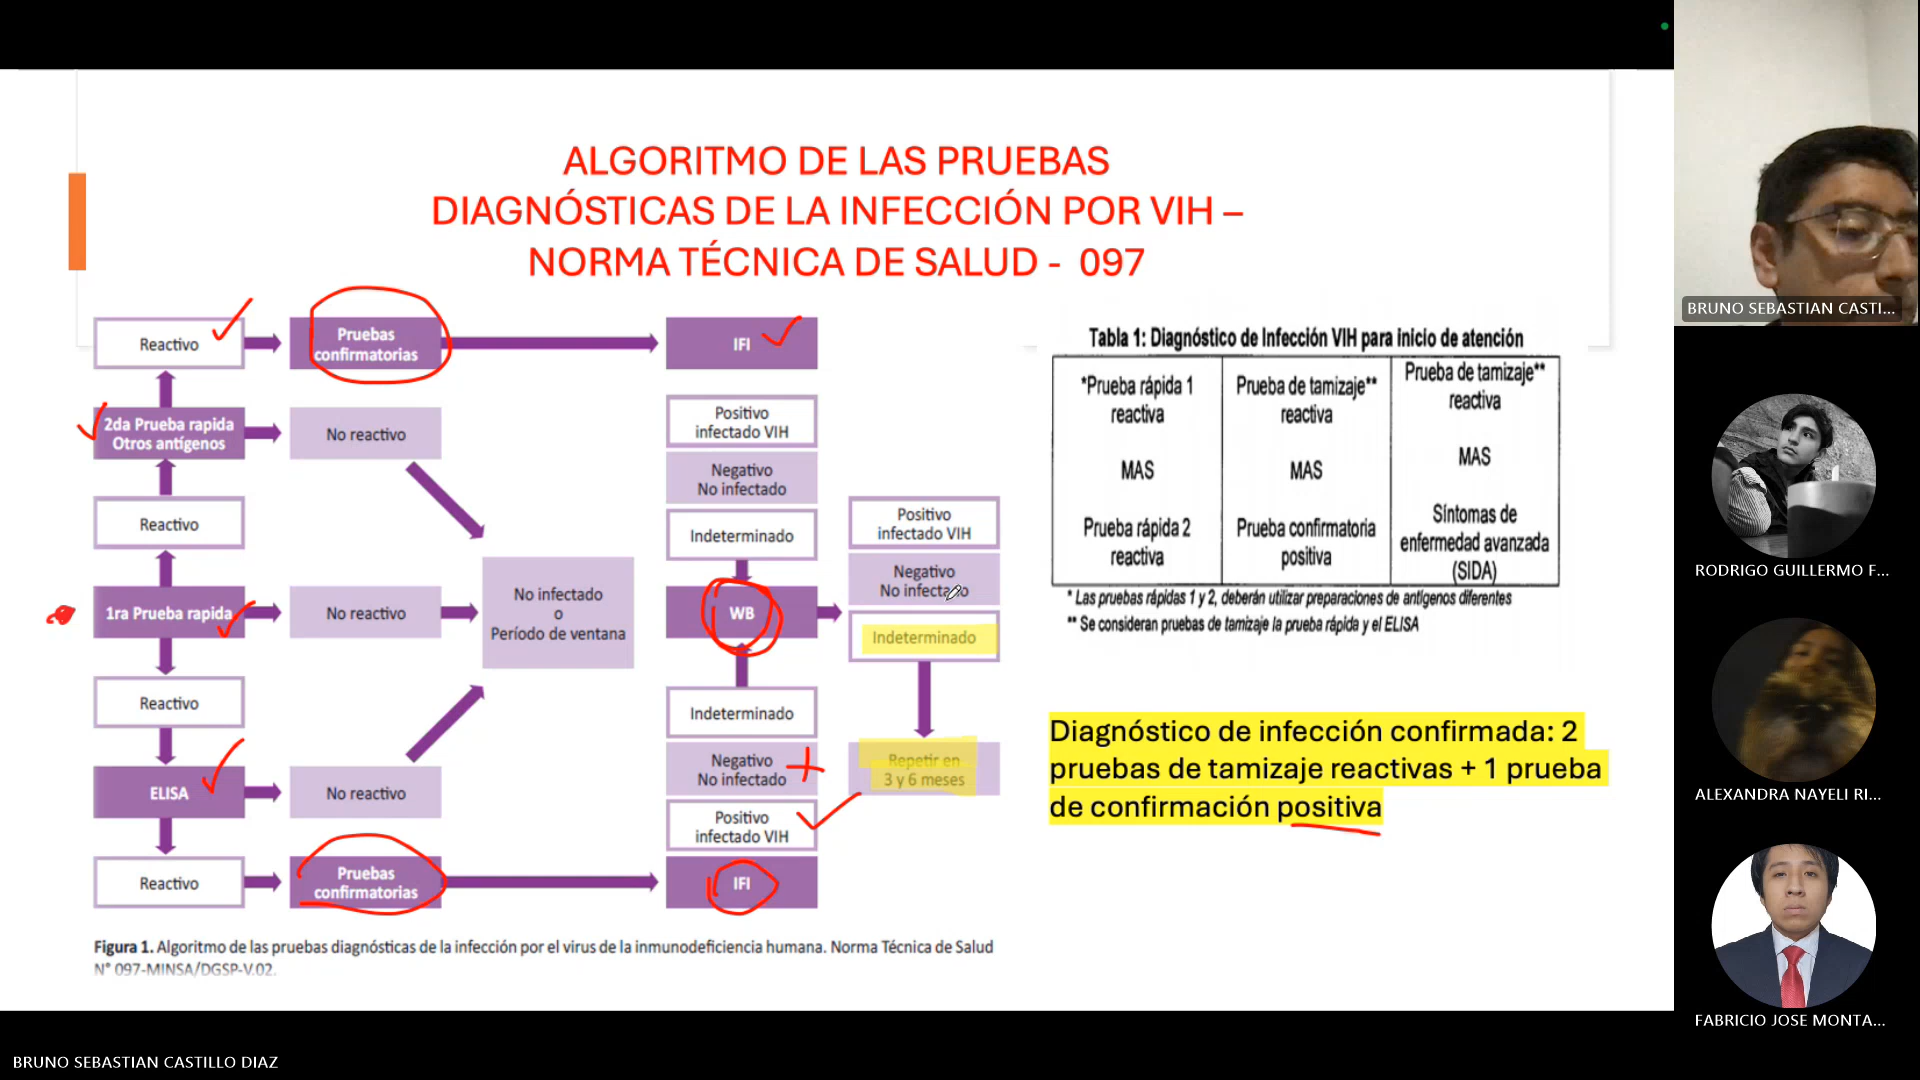 ALGORITMO DE LAS PRUEBAS
DIAGNÓSTICAS DE LA INFECCIÓN POR VIH –
NORMA TÉCNICA DE SALUD -  097
Reactivo
Pruebas
confirmatorias
IFI
2da Prueba rapida
Otros antígenos
No reactivo
Positivo
infectado VIH
Negativo
No infectado
Reactivo
Indeterminado
Positivo
infectado VIH
1ra Prueba rapida
No reactivo
No infectado
o
Período de ventana
WB
Negativo
No infectado
Indeterminado
Reactivo
Indeterminado
ELISA
No reactivo
Negativo
No infectado
Repetir en
3 y 6 meses
Positivo
infectado VIH
Reactivo
Pruebas
confirmatorias
IFI
Figura 1. Algoritmo de las pruebas diagnósticas de la infección por el virus de la inmunodeficiencia humana. Norma Técnica de Salud
N° 097-MINSA/DGSP-V.02.
Tabla 1: Diagnóstico de Infección VIH para inicio de atención
*Prueba rápida 1
reactiva
MAS
Prueba rápida 2
reactiva
Prueba de tamizaje**
reactiva
MAS
Prueba confirmatoria
positiva
Prueba de tamizaje**
reactiva
MAS
Síntomas de
enfermedad avanzada
(SIDA)
* Las pruebas rápidas 1 y 2, deberán utilizar preparaciones de antígenos diferentes
** Se consideran pruebas de tamizaje la prueba rápida y el ELISA
Diagnóstico de infección confirmada: 2
pruebas de tamizaje reactivas + 1 prueba
de confirmación positiva
BRUNO SEBASTIAN CASTI...
RODRIGO GUILLERMO F...
ALEXANDRA NAYELI RI...
FABRICIO JOSE MONTA...
BRUNO SEBASTIAN CASTILLO DIAZ